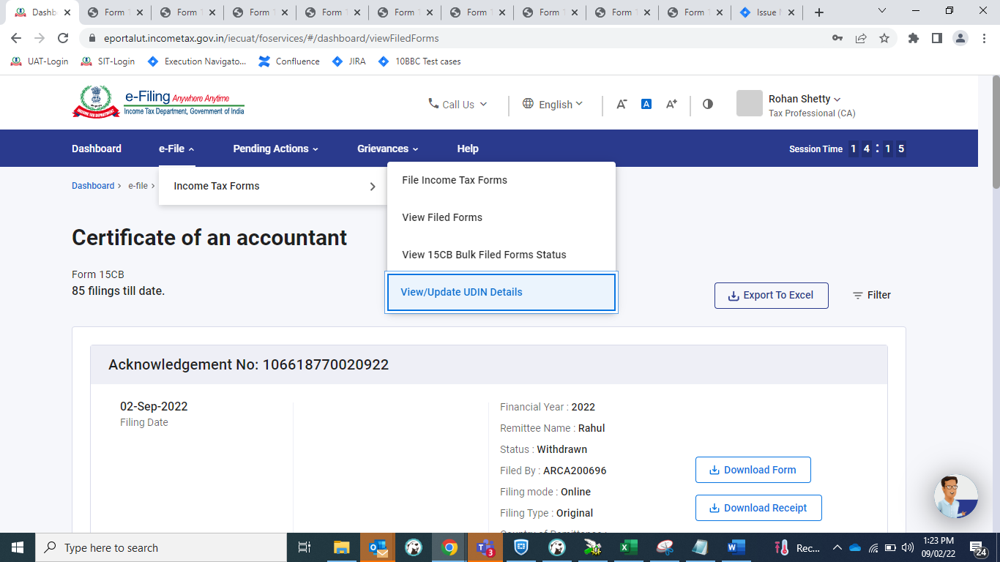 Dashb
Form
Form
Form
Form
Form
Form
Form
Form
Form
Issue
eportalut.incometax.gov.in/iecuat/foservices/#/dashboard/viewFiledForms
UAT-Login
SIT-Login
Execution Navigato...
Confluence
JIRA
10BBC Test cases
e-Filing Anywhere Anytime
Income Tax Department, Government of India
Call Us
English
A-
A
A+
Rohan Shetty
Tax Professional (CA)
Dashboard
e-File
Pending Actions
Grievances
Help
Session Time 1 4 : 1 5
Dashboard > e-file >
Income Tax Forms
File Income Tax Forms
View Filed Forms
View 15CB Bulk Filed Forms Status
View/Update UDIN Details
Certificate of an accountant
Form 15CB
85 filings till date.
Export To Excel
Filter
Acknowledgement No: 106618770020922
02-Sep-2022
Filing Date
Financial Year : 2022
Remittee Name : Rahul
Status : Withdrawn
Filed By : ARCA200696
Filing mode : Online
Filing Type : Original
Country of Remittance :
Download Form
Download Receipt
Type here to search
Rec...
1:23 PM
09/02/22
3
24